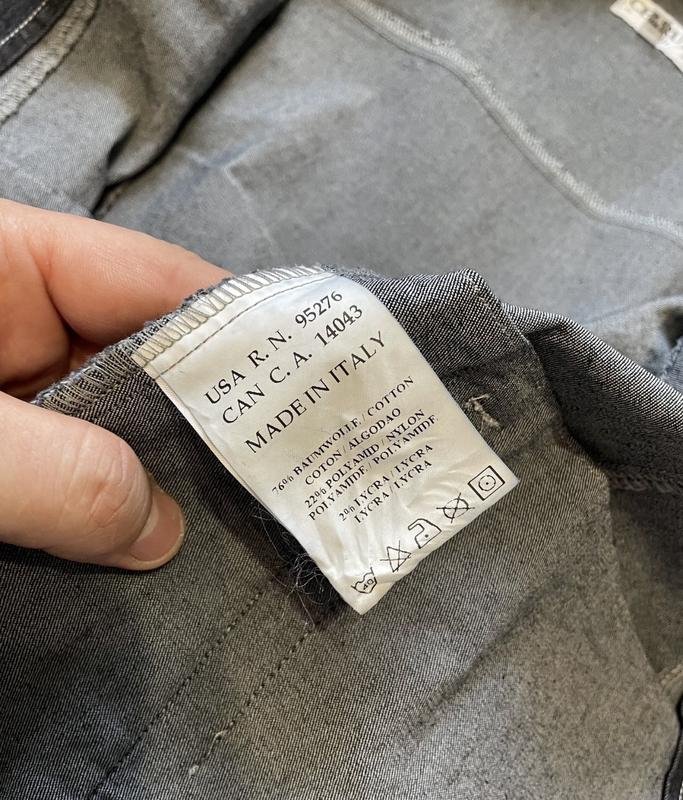 USA R. N. 95276
CAN C. A. 14043
MADE IN ITALY
76% BAUMWOLLE / COTTON
COTON / ALGODAO
22% POLYAMID / NYLON
POLYAMIDE / POLYAMIDE
2% LYCRA / LYCRA
LYCRA / LYCRA
40